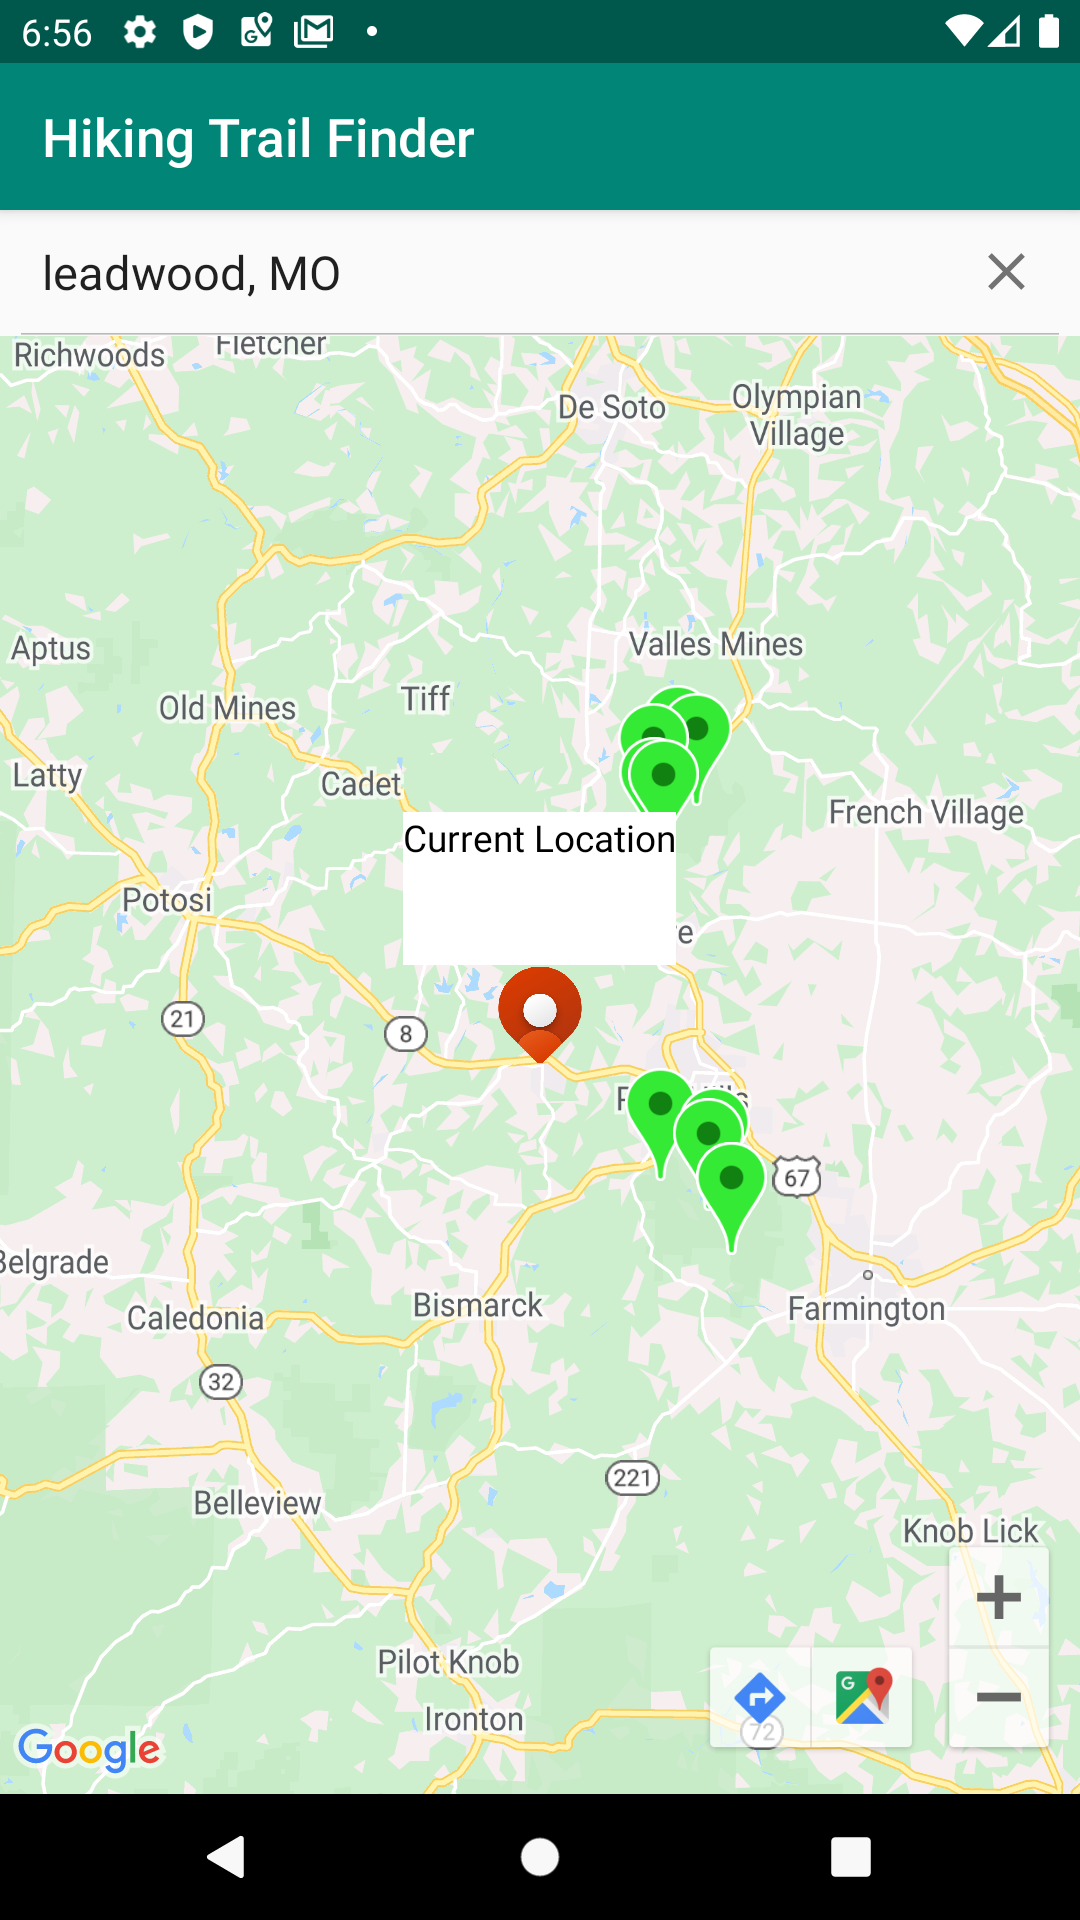 6:56
Hiking Trail Finder
leadwood, MO
Richwoods
Fletcher
De Soto
Olympian
Village
Aptus
Valles Mines
Old Mines
Tiff
Latty
Cadet
French Village
Current Location
Potosi
re
21
8
67
Belgrade
Caledonia
Bismarck
Farmington
32
221
Belleview
Knob Lick
Pilot Knob
Ironton
G
72
Google